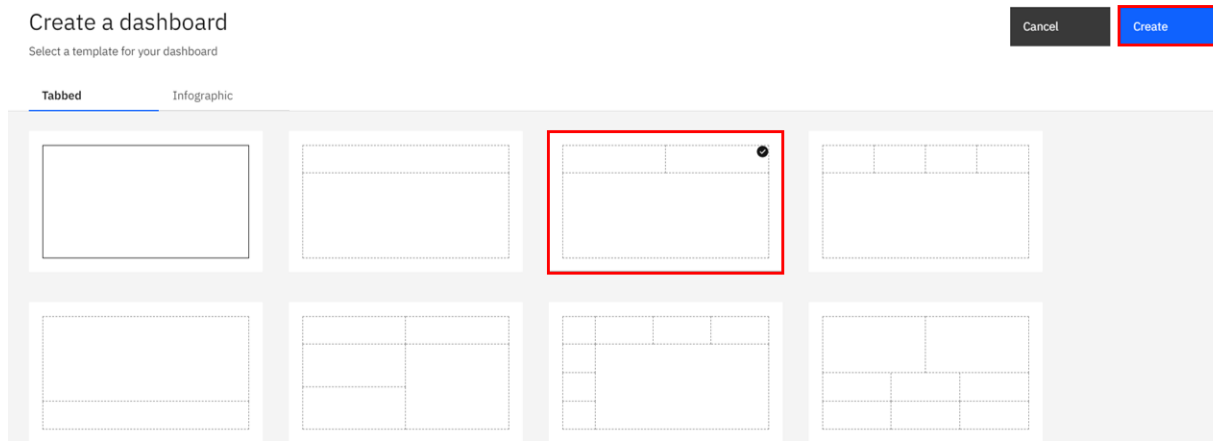 Create a dashboard
Cancel
Create
Select a template for your dashboard
Tabbed
Infographic